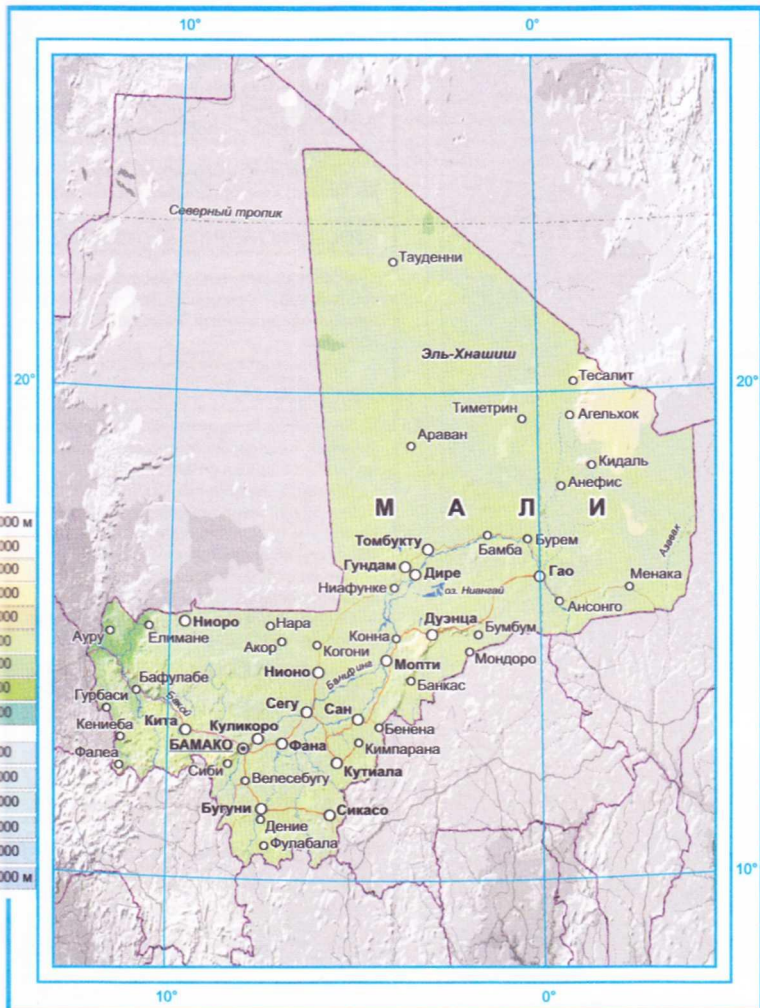 10°
0°
Северный тропик
Тауденни
Эль-Хнашиш
20°
20°
Тесалит
Тиметрин
Агельхок
Араван
Кидаль
Анефис
МАЛИ
000 м
000
000
000
000
00
00
00
00
00
000
000
000
000
000 м
Томбукту
Бамба
Бурем
Азавак
Гундам
Дире
Гао
Ниафунке
оз. Ниангай
Менака
Ансонго
Ауру
Елимане
Ниоро
Нара
Акор
Когони
Конна
Дуэнца
Бумбум
Мондоро
Бафулабе
Бакой
Нионо
Банифинг
Мопти
Банкас
Гурбаси
Кениеба
Кита
Сегу
Сан
Куликоро
Бенена
БАМАКО
Фана
Кимпарана
Фалеа
Сиби
Велесебугу
Кутиала
Бугуни
Сикасо
Дение
Фулабала
10°
10°
0°